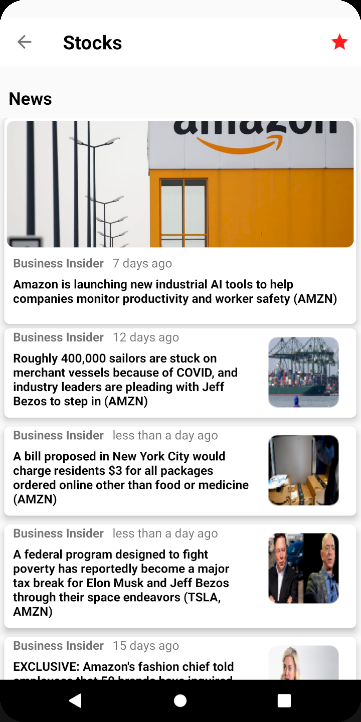 Stocks
News
amazon
Business Insider 7 days ago
Amazon is launching new industrial AI tools to help
companies monitor productivity and worker safety (AMZN)
Business Insider 12 days ago
Roughly 400,000 sailors are stuck on
merchant vessels because of COVID, and
industry leaders are pleading with Jeff
Bezos to step in (AMZN)
Business Insider less than a day ago
A bill proposed in New York City would
charge residents $3 for all packages
ordered online other than food or medicine
(AMZN)
Business Insider less than a day ago
A federal program designed to fight
poverty has reportedly become a major
tax break for Elon Musk and Jeff Bezos
through their space endeavors (TSLA,
AMZN)
Business Insider 15 days ago
EXCLUSIVE: Amazon's fashion chief told
employees that 50 brands have inquired